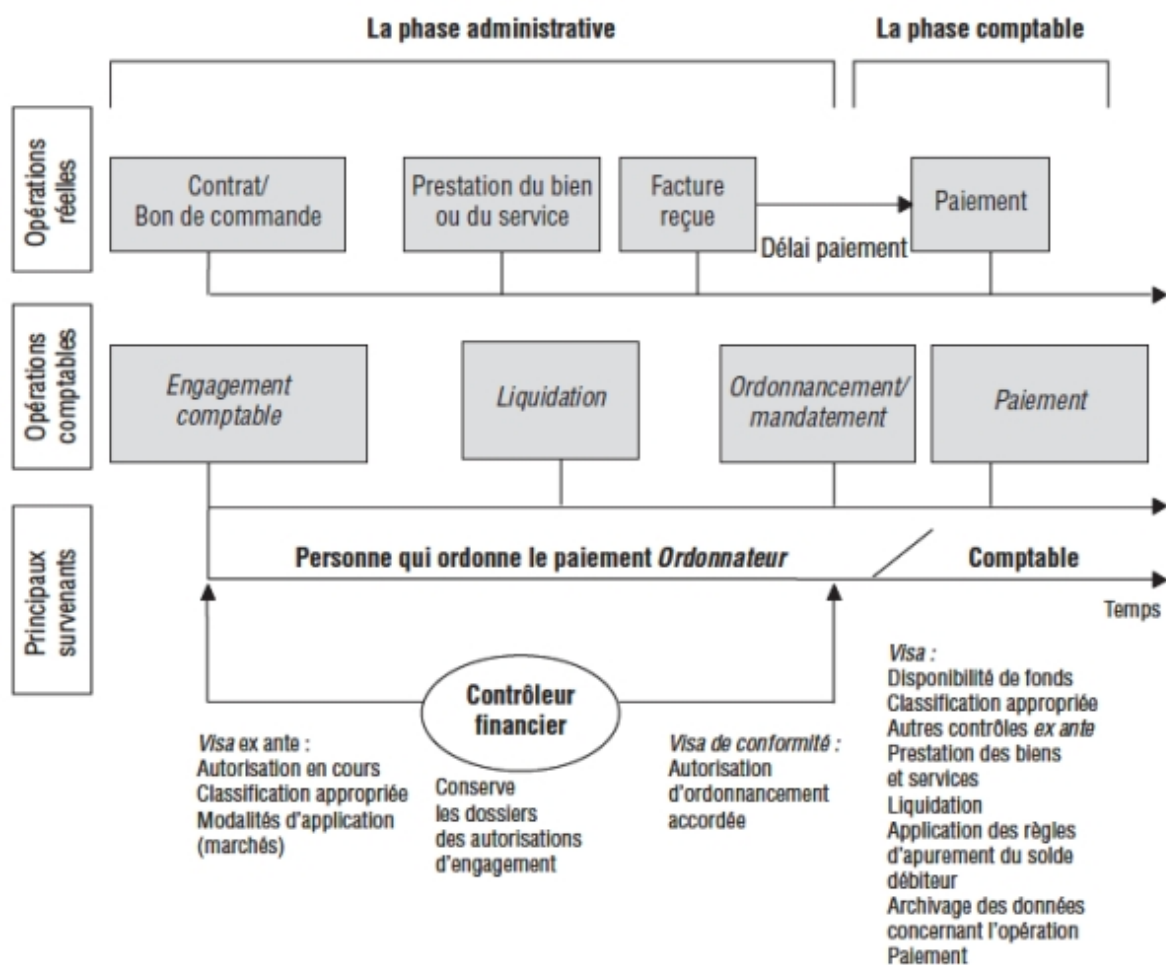 La phase administrative
La phase comptable
Opérations
réelles
Contrat/
Bon de commande
Prestation du bien
ou du service
Facture
reçue
Délai paiement
Paiement
Opérations
comptables
Engagement
comptable
Liquidation
Ordonnancement/
mandatement
Paiement
Principaux
survenants
Personne qui ordonne le paiement Ordonnateur
Comptable
Temps
Contrôleur
financier
Visa ex ante :
Autorisation en cours
Classification appropriée
Modalités d'application
(marchés)
Conserve
les dossiers
des autorisations
d'engagement
Visa de conformité :
Autorisation
d'ordonnancement
accordée
Visa :
Disponibilité de fonds
Classification appropriée
Autres contrôles ex ante
Prestation des biens
et services
Liquidation
Application des règles
d'apurement du solde
débiteur
Archivage des données
concernant l'opération
Paiement